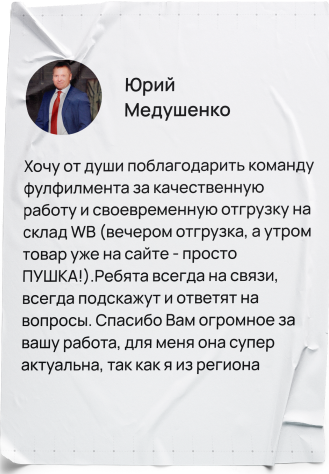 Юрий
Медушенко
Хочу от души поблагодарить команду
фулфилмента за качественную
работу и своевременную отгрузку на
склад WB (вечером отгрузка, а утром
товар уже на сайте - просто
ПУШКА!).Ребята всегда на связи,
всегда подскажут и ответят на
вопросы. Спасибо Вам огромное за
вашу работа, для меня она супер
актуальна, так как я из региона